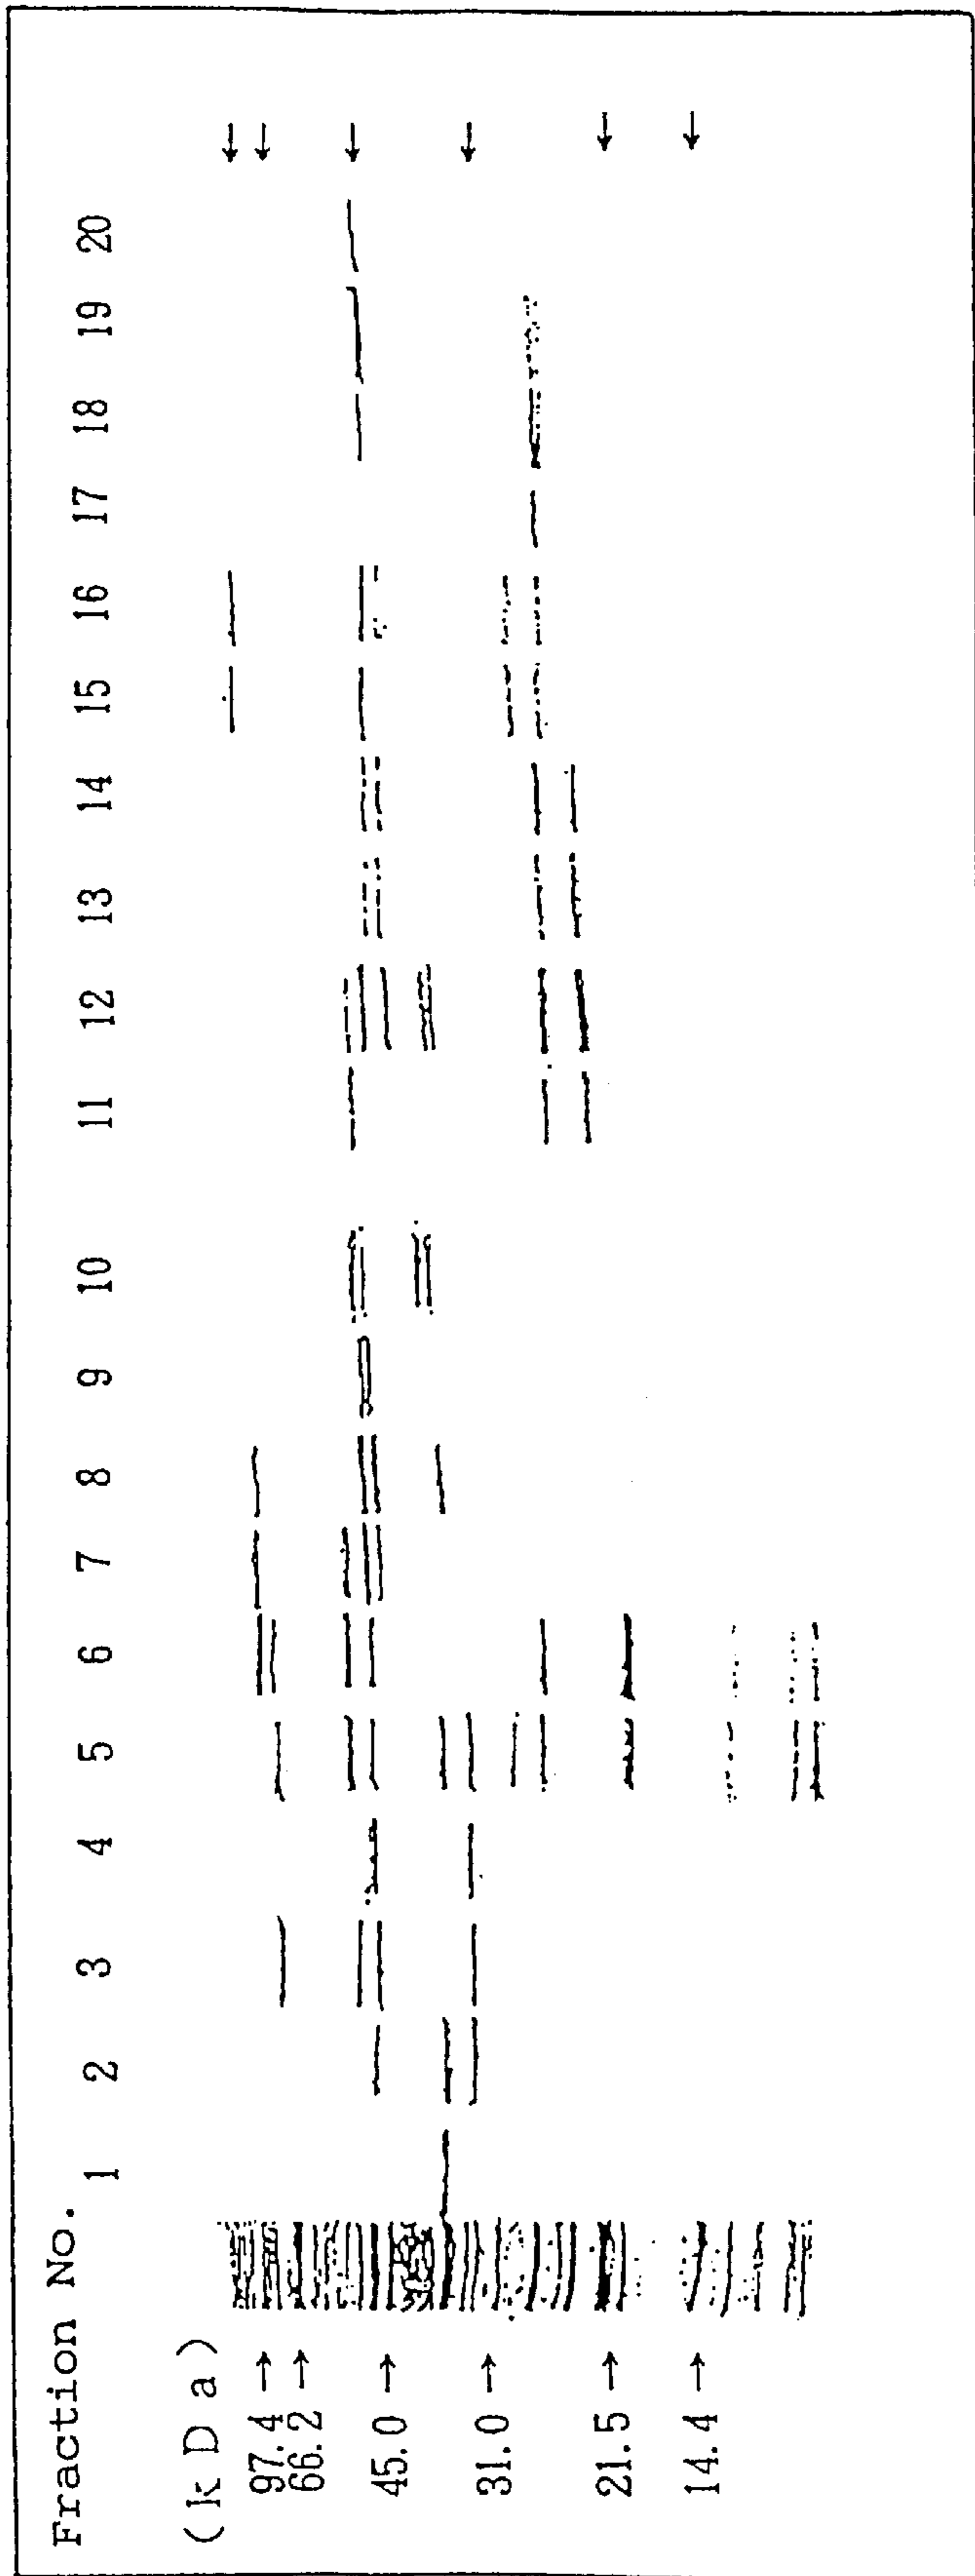 Fraction No.
1 2 3 4 5 6 7 8 9 10 11 12 13 14 15 16 17 18 19 20
(kDa)
97.4 →
66.2 →
45.0 →
31.0 →
21.5 →
14.4 →